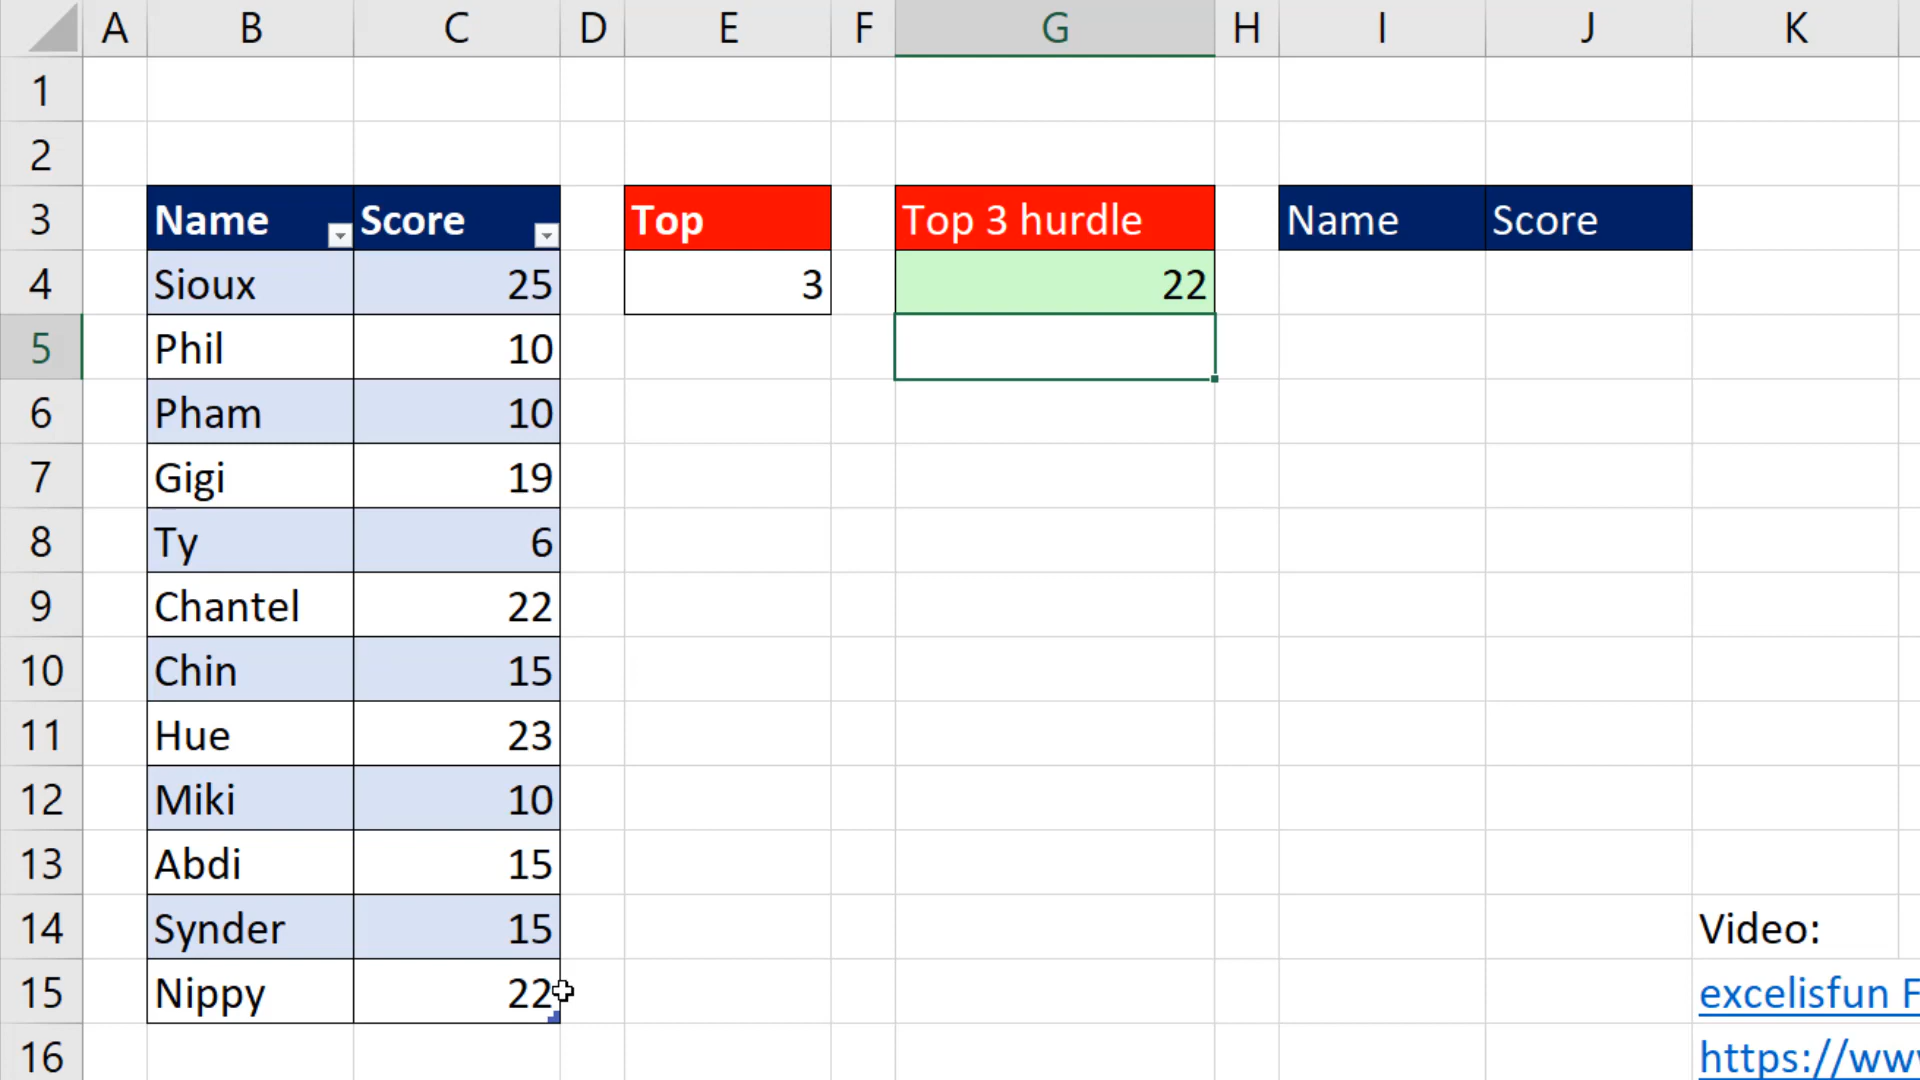 A B C D E F G H I J K
1
2
3 Name Score Top Top 3 hurdle Name Score
4 Sioux 25 3 22
5 Phil 10
6 Pham 10
7 Gigi 19
8 Ty 6
9 Chantel 22
10 Chin 15
11 Hue 23
12 Miki 10
13 Abdi 15
14 Synder 15 Video:
15 Nippy 22 excelisfun F
16 https://ww